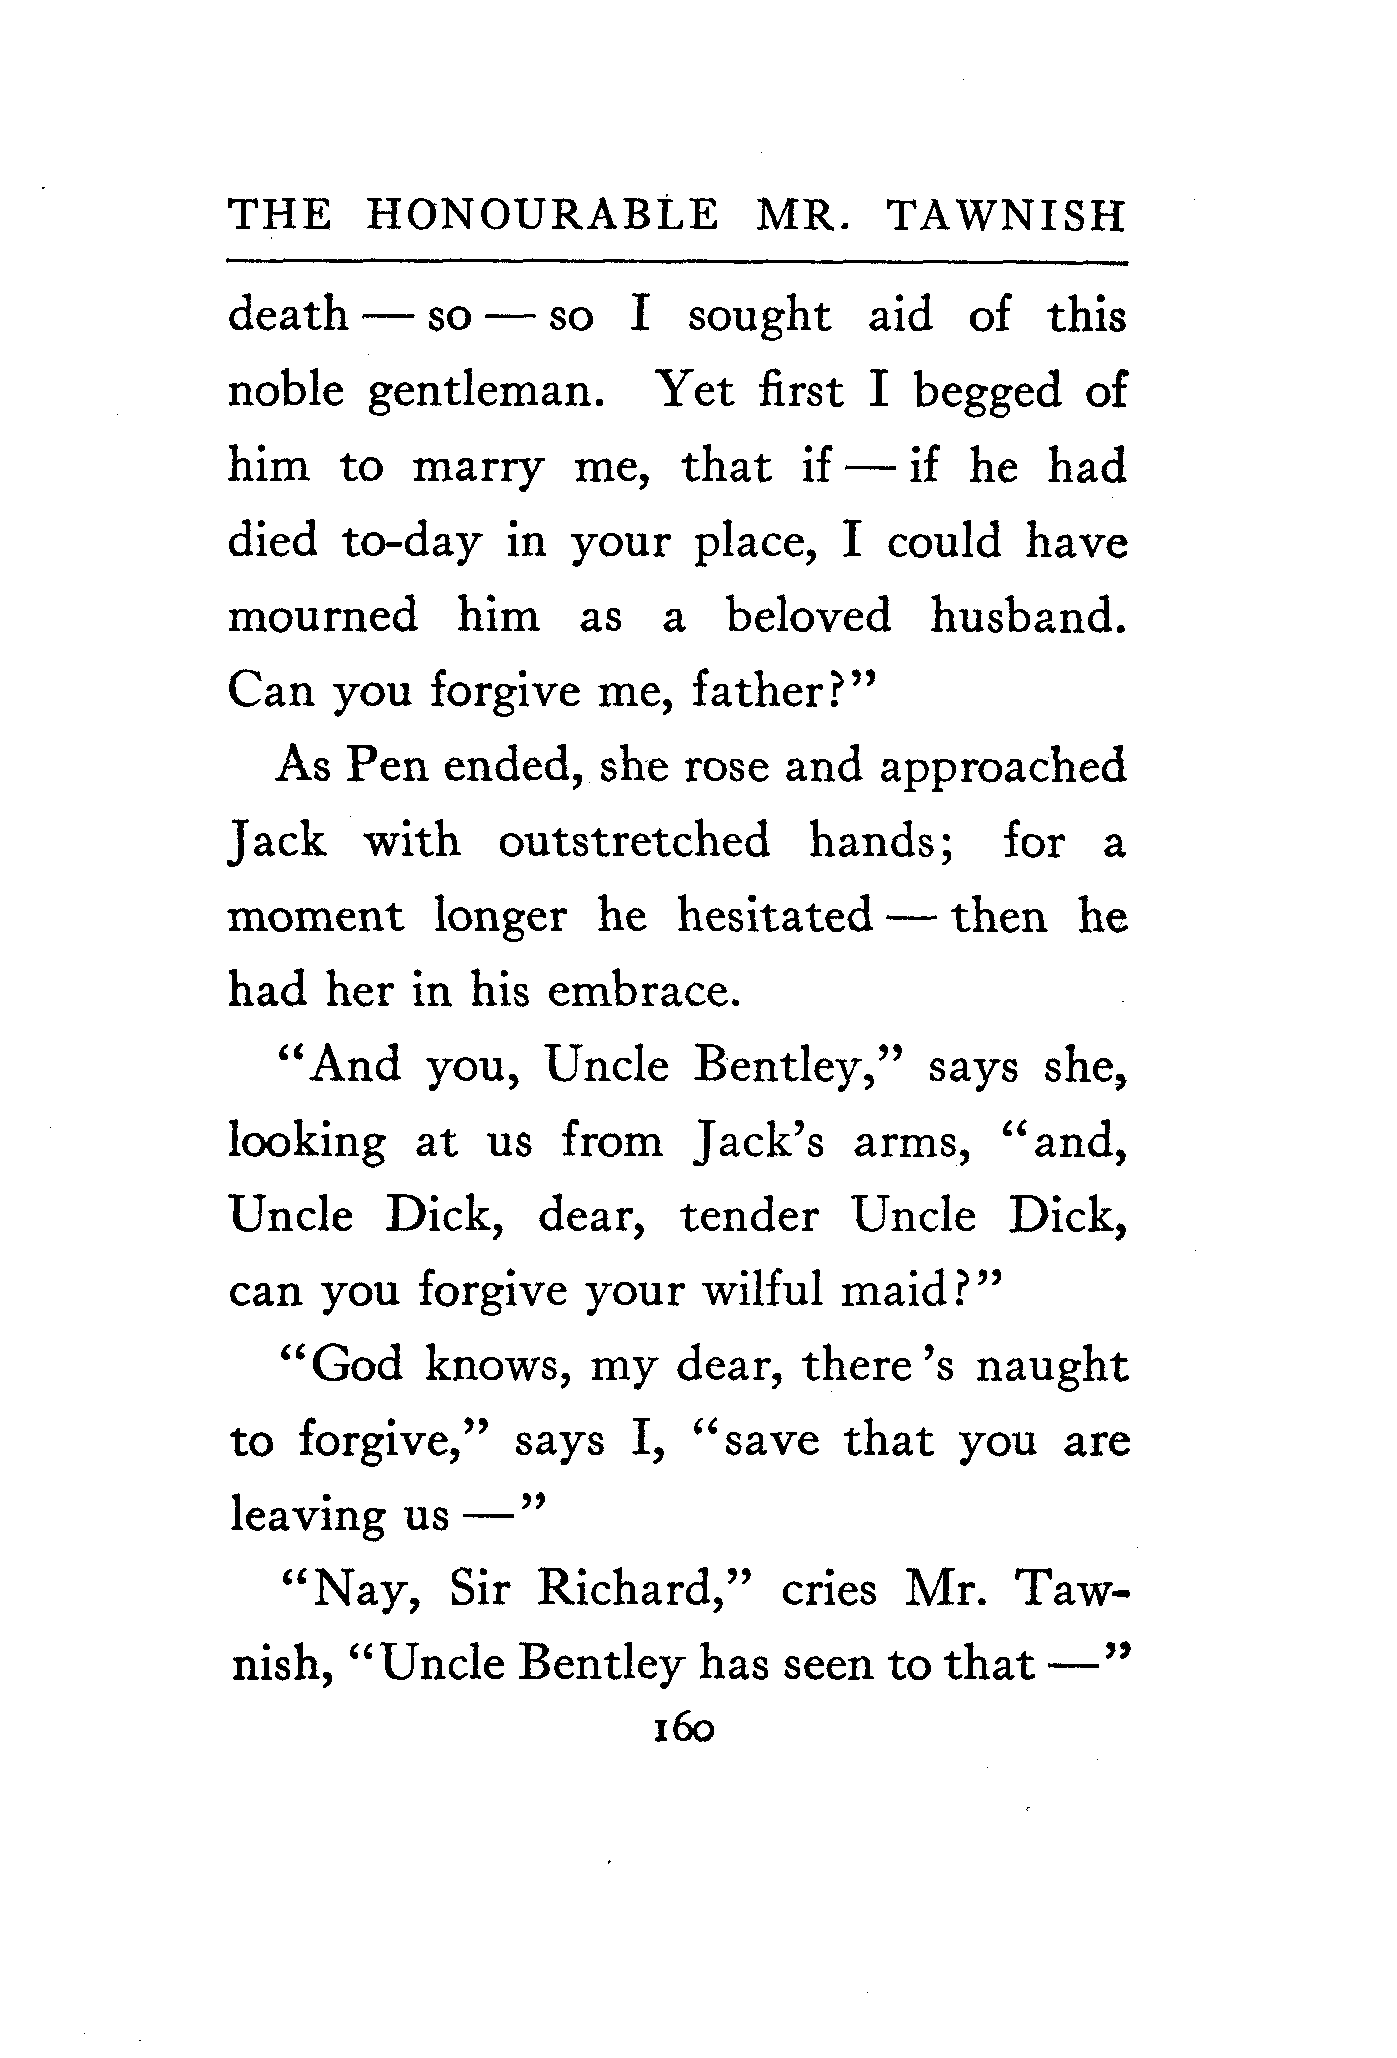 THE HONOURABLE MR. TAWNISH
death — so — so I sought aid of this
noble gentleman. Yet first I begged of
him to marry me, that if — if he had
died to-day in your place, I could have
mourned him as a beloved husband.
Can you forgive me, father?”
As Pen ended, she rose and approached
Jack with outstretched hands; for a
moment longer he hesitated — then he
had her in his embrace.
“And you, Uncle Bentley,” says she,
looking at us from Jack’s arms, “and,
Uncle Dick, dear, tender Uncle Dick,
can you forgive your wilful maid?”
“God knows, my dear, there ’s naught
to forgive,” says I, “save that you are
leaving us —”
“Nay, Sir Richard,” cries Mr. Taw-
nish, “Uncle Bentley has seen to that —”
160